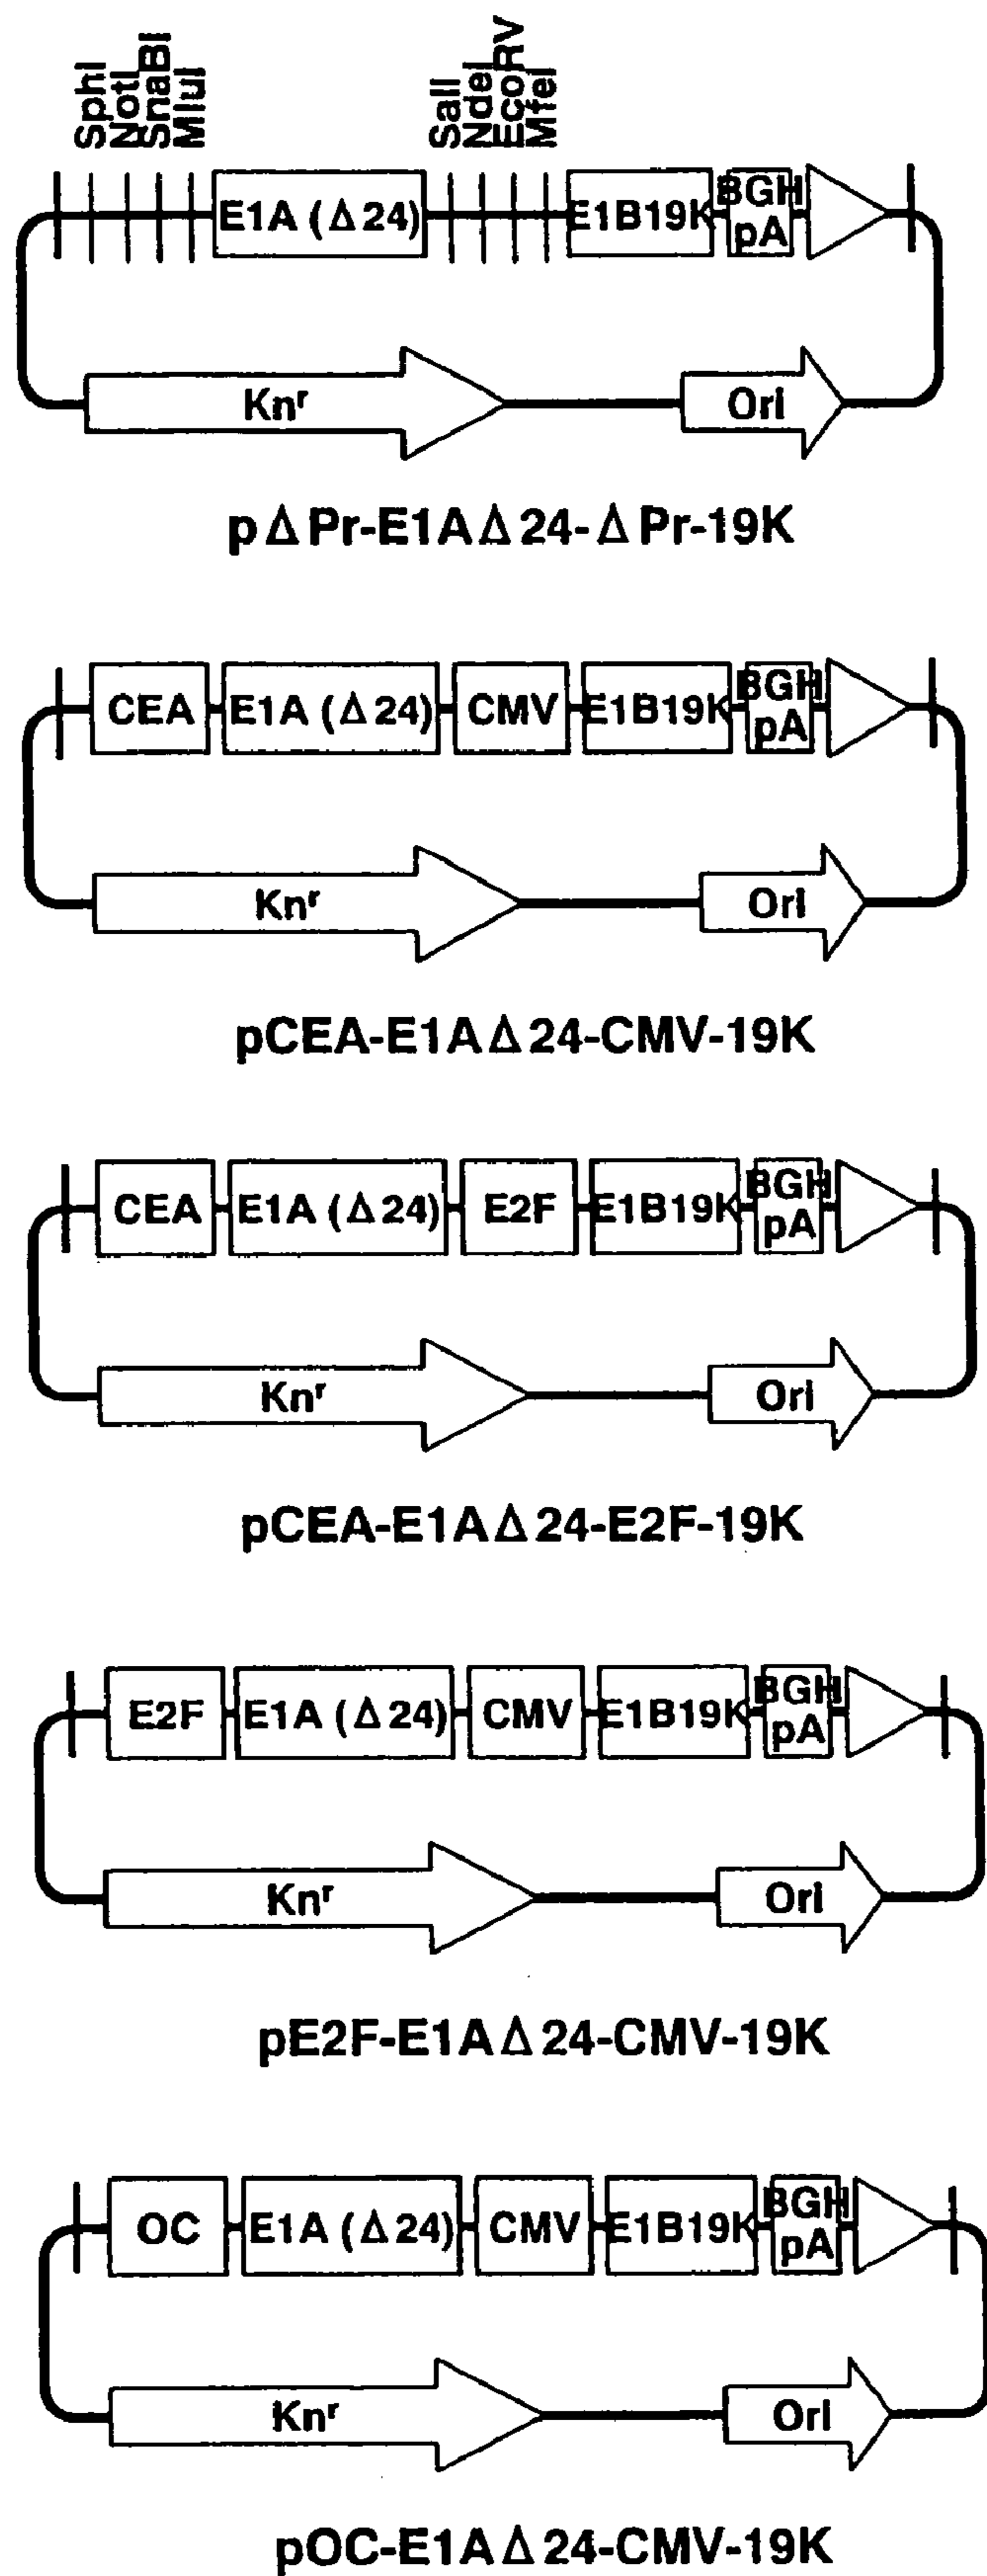 SphI NotI SnaBI MluI SalI NdeI EcoRV MfeI
E1A (Δ24) E1B19K BGH pA
Knʳ Ori
pΔPr-E1AΔ24-ΔPr-19K
CEA E1A (Δ24) CMV E1B19K BGH pA
Knʳ Ori
pCEA-E1AΔ24-CMV-19K
CEA E1A (Δ24) E2F E1B19K BGH pA
Knʳ Ori
pCEA-E1AΔ24-E2F-19K
E2F E1A (Δ24) CMV E1B19K BGH pA
Knʳ Ori
pE2F-E1AΔ24-CMV-19K
OC E1A (Δ24) CMV E1B19K BGH pA
Knʳ Ori
pOC-E1AΔ24-CMV-19K